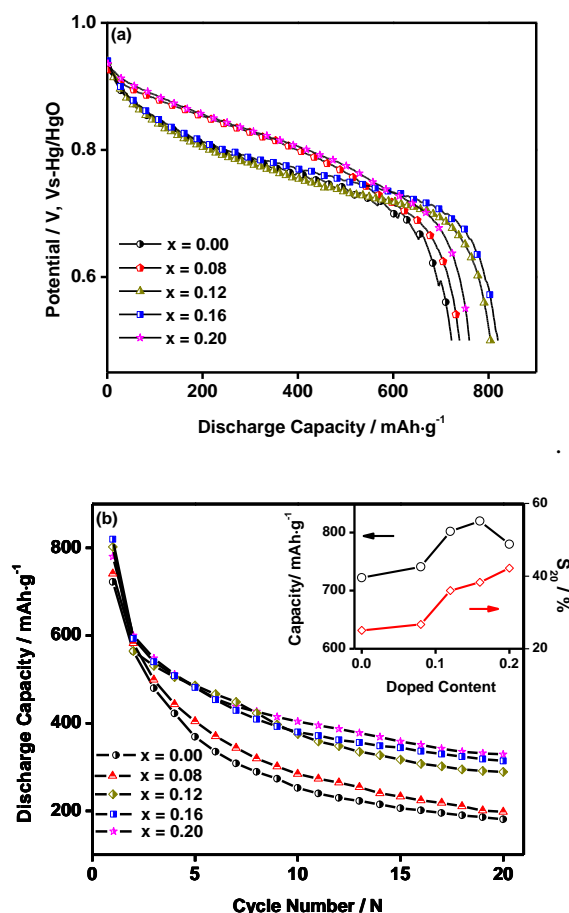 (a)
1.0
0.8
0.6
Potential / V, Vs-Hg/HgO
x = 0.00
x = 0.08
x = 0.12
x = 0.16
x = 0.20
0 200 400 600 800
Discharge Capacity / mAh·g-1
.
(b)
800
600
400
200
Discharge Capacity / mAh·g-1
800
700
600
Capacity/ mAh·g-1
60
40
20
S20 / %
0.0 0.1 0.2
Doped Content
x = 0.00
x = 0.08
x = 0.12
x = 0.16
x = 0.20
0 5 10 15 20
Cycle Number / N